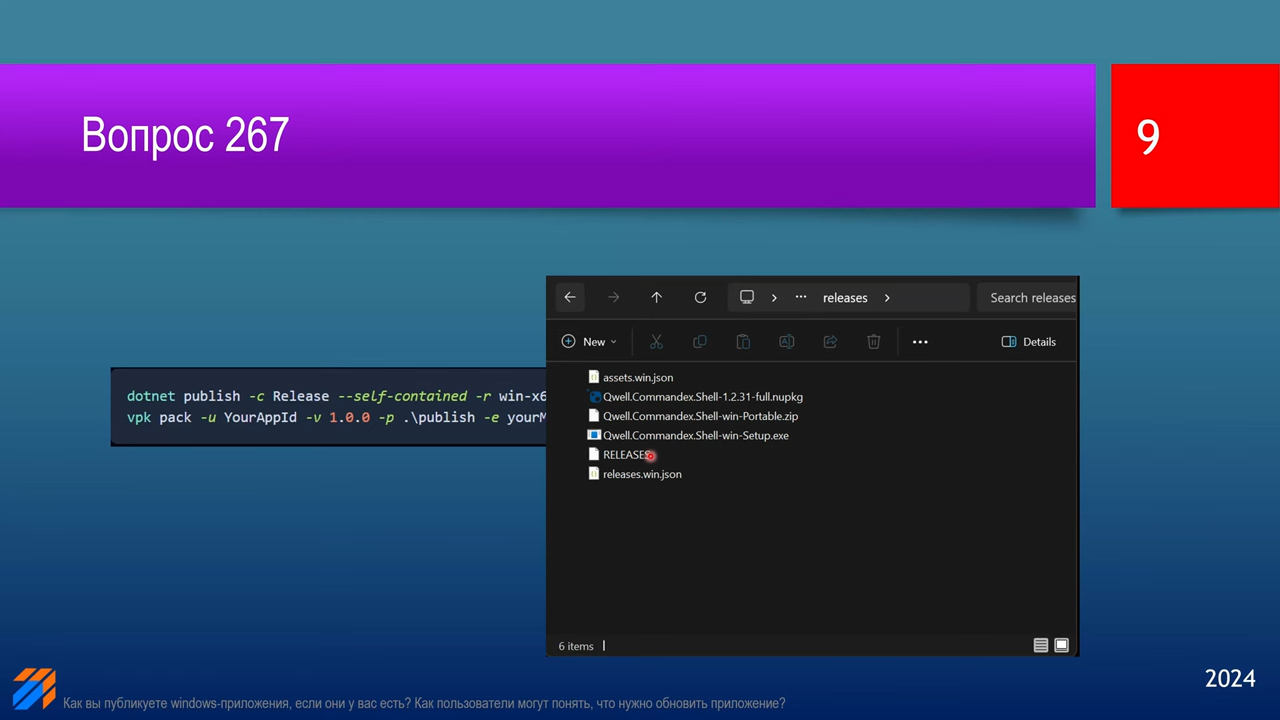 Вопрос 267
9
dotnet publish -c Release --self-contained -r win-x6
vpk pack -u YourAppId -v 1.0.0 -p .\publish -e yourM
releases
Search releases
New
Details
assets.win.json
Qwell.Commandex.Shell-1.2.31-full.nupkg
Qwell.Commandex.Shell-win-Portable.zip
Qwell.Commandex.Shell-win-Setup.exe
RELEASES
releases.win.json
6 items
2024
Как вы публикуете windows-приложения, если они у вас есть? Как пользователи могут понять, что нужно обновить приложение?